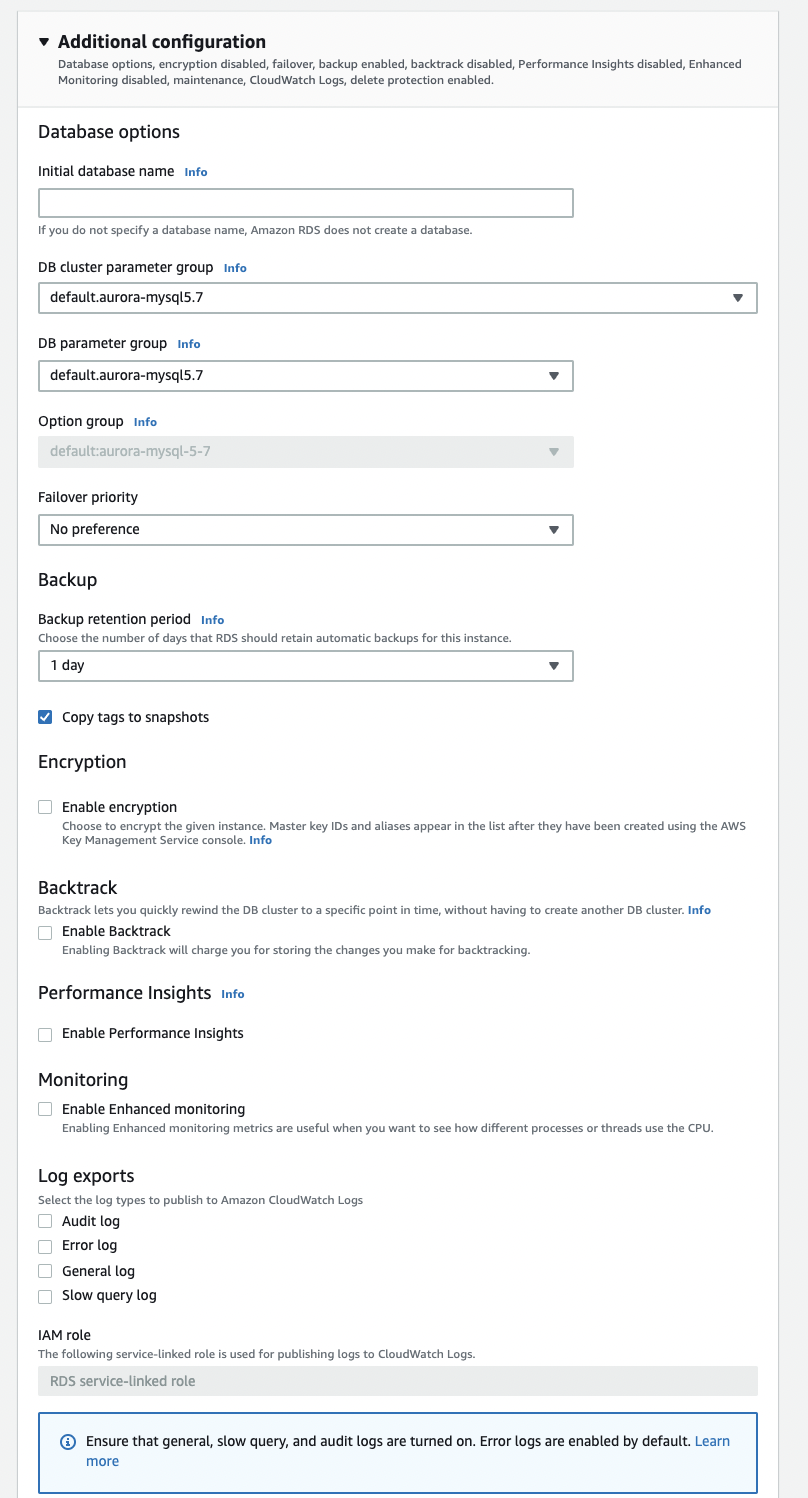 Additional configuration
Database options, encryption disabled, failover, backup enabled, backtrack disabled, Performance Insights disabled, Enhanced
Monitoring disabled, maintenance, CloudWatch Logs, delete protection enabled.
Database options
Initial database name Info
If you do not specify a database name, Amazon RDS does not create a database.
DB cluster parameter group Info
default.aurora-mysql5.7
DB parameter group Info
default.aurora-mysql5.7
Option group Info
default:aurora-mysql-5-7
Failover priority
No preference
Backup
Backup retention period Info
Choose the number of days that RDS should retain automatic backups for this instance.
1 day
Copy tags to snapshots
Encryption
Enable encryption
Choose to encrypt the given instance. Master key IDs and aliases appear in the list after they have been created using the AWS
Key Management Service console. Info
Backtrack
Backtrack lets you quickly rewind the DB cluster to a specific point in time, without having to create another DB cluster. Info
Enable Backtrack
Enabling Backtrack will charge you for storing the changes you make for backtracking.
Performance Insights Info
Enable Performance Insights
Monitoring
Enable Enhanced monitoring
Enabling Enhanced monitoring metrics are useful when you want to see how different processes or threads use the CPU.
Log exports
Select the log types to publish to Amazon CloudWatch Logs
Audit log
Error log
General log
Slow query log
IAM role
The following service-linked role is used for publishing logs to CloudWatch Logs.
RDS service-linked role
Ensure that general, slow query, and audit logs are turned on. Error logs are enabled by default. Learn
more